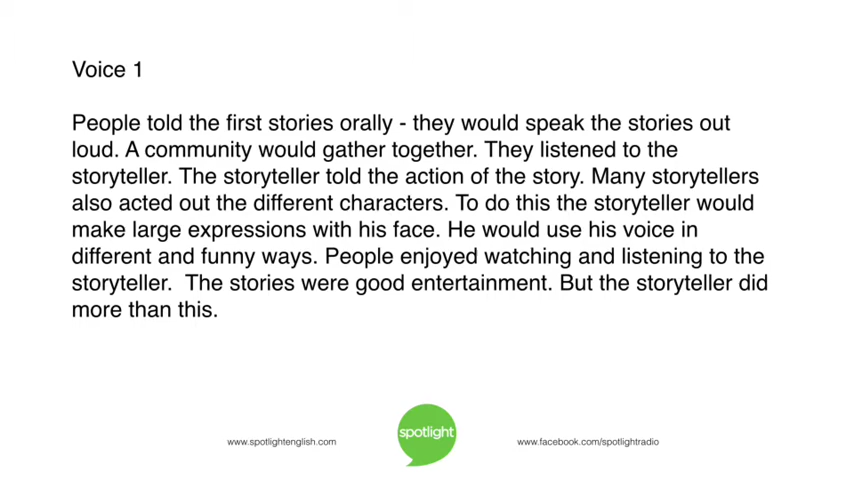 Voice 1
People told the first stories orally - they would speak the stories out
loud. A community would gather together. They listened to the
storyteller. The storyteller told the action of the story. Many storytellers
also acted out the different characters. To do this the storyteller would
make large expressions with his face. He would use his voice in
different and funny ways. People enjoyed watching and listening to the
storyteller.  The stories were good entertainment. But the storyteller did
more than this.
spotlight
www.spotlightenglish.com
www.facebook.com/spotlightradio